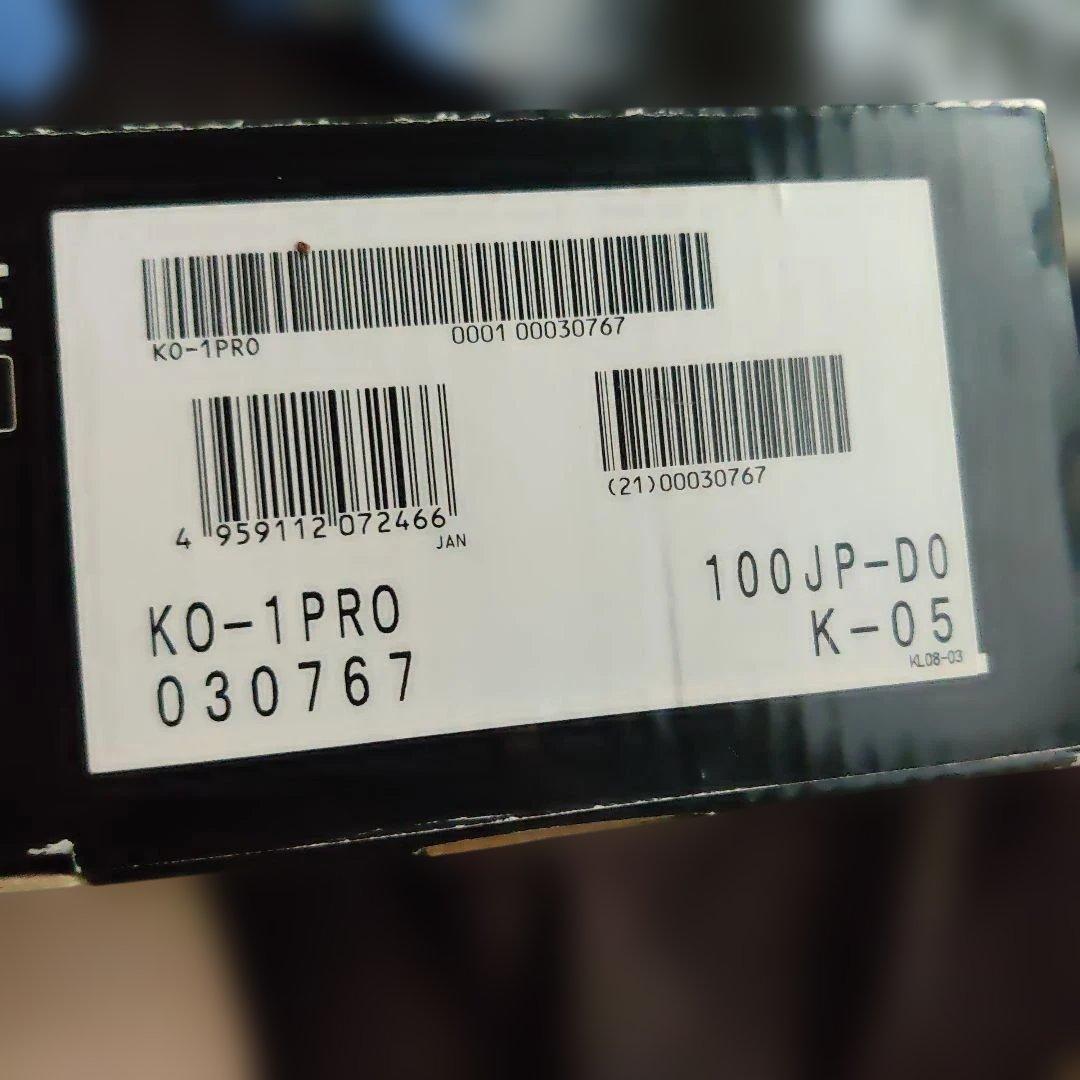 KO-1PRO 0001 00030767
4 959112 072466
JAN
(21)00030767
KO-1PRO
030767
100JP-D0
K-05
KL08-03